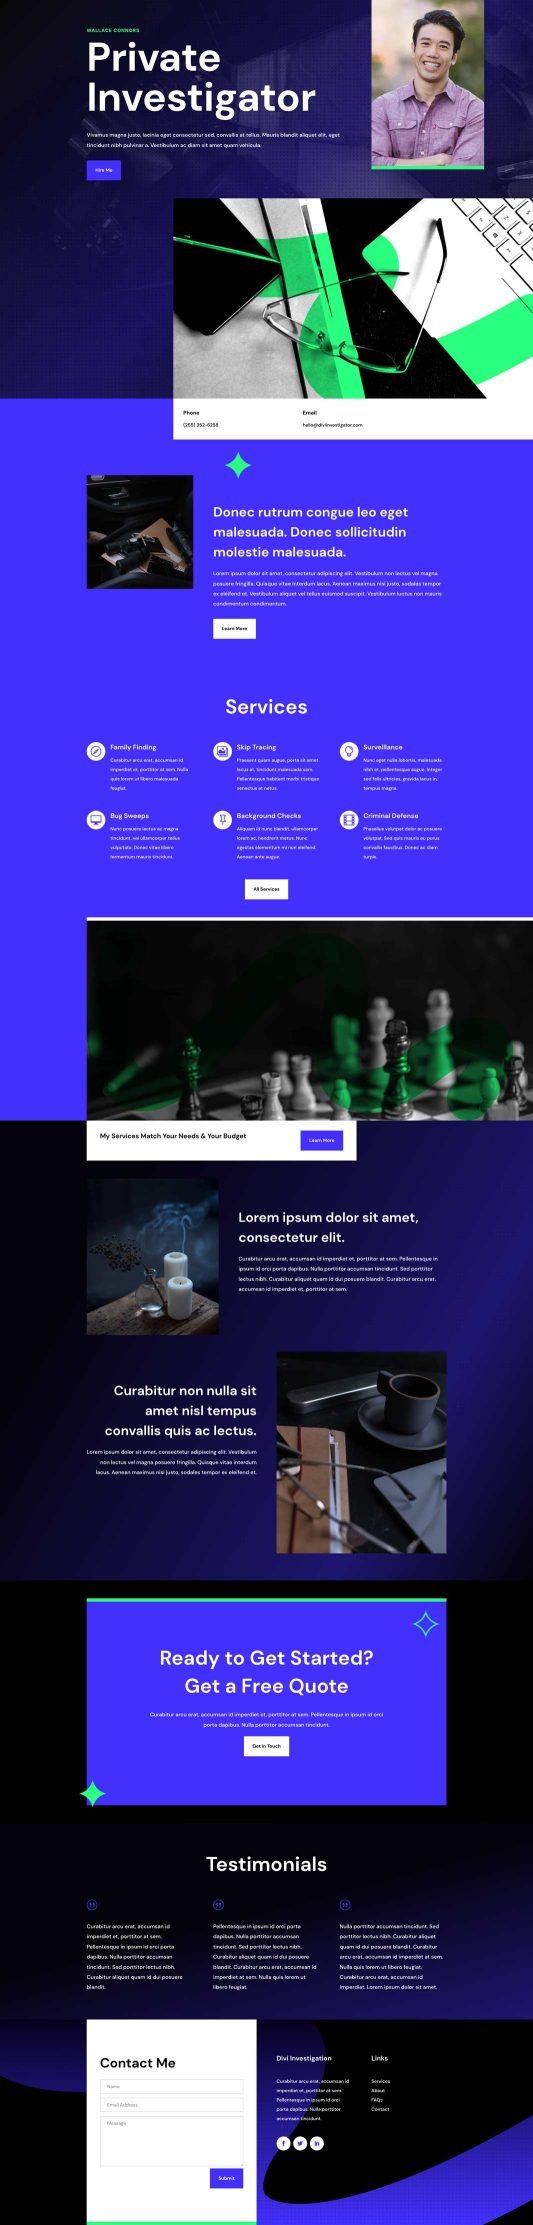 WALLACE CONNORS
Private
Investigator
Vivamus magna justo, lacinia eget consectetur sed, convallis at tellus. Mauris blandit aliquet elit, eget
tincidunt nibh pulvinar a. Vestibulum ac diam sit amet quam vehicula.
Hire Me
Phone
(255) 352-6258
Email
hello@diviinvestigator.com
Donec rutrum congue leo eget
malesuada. Donec sollicitudin
molestie malesuada.
Lorem ipsum dolor sit amet, consectetur adipiscing elit. Vestibulum non lectus vel magna
posuere fringilla. Quisque vitae interdum lacus. Aenean maximus nisi justo, sodales tempor
ex eleifend et. Vestibulum aliquet vel tellus euismod suscipit. Vestibulum luctus non mauris
condimentum condimentum.
Learn More
Services
Family Finding
Curabitur arcu erat, accumsan id
imperdiet et, porttitor at sem. Nulla
quis lorem ut libero malesuada
feugiat.
Skip Tracing
Praesent quam augue, porta sit amet
lacus at, tincidunt malesuada sem.
Pellentesque habitant morbi tristique
senectus et netus.
Surveillance
Nunc eget nulla lobortis, malesuada
nibh et, pellentesque augue. Integer
sed felis ultricies, gravida lacus in,
tempus magna.
Bug Sweeps
Nunc posuere lectus ac magna
tincidunt, vel ullamcorper tellus
vulputate. Donec vitae libero
fermentum mauris tincidunt.
Background Checks
Aliquam id nunc blandit, ullamcorper
lorem ac, hendrerit metus. Nunc
egestas elementum mi non eleifend.
Aenean ante augue.
Criminal Defense
Phasellus volutpat dolor ac posuere
volutpat. Sed quis mauris eu purus
convallis faucibus. Donec ac diam
turpis.
All Services
My Services Match Your Needs & Your Budget
Learn More
Lorem ipsum dolor sit amet,
consectetur elit.
Curabitur arcu erat, accumsan id imperdiet et, porttitor at sem. Pellentesque in
ipsum id orci porta dapibus. Nulla porttitor accumsan tincidunt. Sed porttitor
lectus nibh. Curabitur aliquet quam id dui posuere blandit. Curabitur arcu erat,
accumsan id imperdiet et, porttitor at sem.
Curabitur non nulla sit
amet nisl tempus
convallis quis ac lectus.
Lorem ipsum dolor sit amet, consectetur adipiscing elit. Vestibulum
non lectus vel magna posuere fringilla. Quisque vitae interdum
lacus. Aenean maximus nisi justo, sodales tempor ex eleifend et.
Ready to Get Started?
Get a Free Quote
Curabitur arcu erat, accumsan id imperdiet et, porttitor at sem. Pellentesque in ipsum id orci
porta dapibus. Nulla porttitor accumsan tincidunt.
Get in Touch
Testimonials
Curabitur arcu erat, accumsan id
imperdiet et, porttitor at sem.
Pellentesque in ipsum id orci porta
dapibus. Nulla porttitor accumsan
tincidunt. Sed porttitor lectus nibh.
Curabitur aliquet quam id dui posuere
blandit.
Pellentesque in ipsum id orci porta
dapibus. Nulla porttitor accumsan
tincidunt. Sed porttitor lectus nibh.
Curabitur aliquet quam id dui posuere
blandit. Curabitur arcu erat, accumsan id
imperdiet at sem. Nulla quis lorem ut
libero feugiat.
Nulla porttitor accumsan tincidunt. Sed
porttitor lectus nibh. Curabitur aliquet
quam id dui posuere blandit. Curabitur
arcu erat, accumsan id imperdiet et sem.
Nulla quis lorem ut libero feugiat.
Curabitur arcu erat, accumsan id
imperdiet. Lorem ipsum dolor sit amet.
Contact Me
Name
Email Address
Message
Submit
Divi Investigation
Curabitur arcu erat, accumsan id
imperdiet et, porttitor at sem.
Pellentesque in ipsum id orci
porta dapibus. Nulla porttitor
accumsan tincidunt.
Links
Services
About
FAQs
Contact